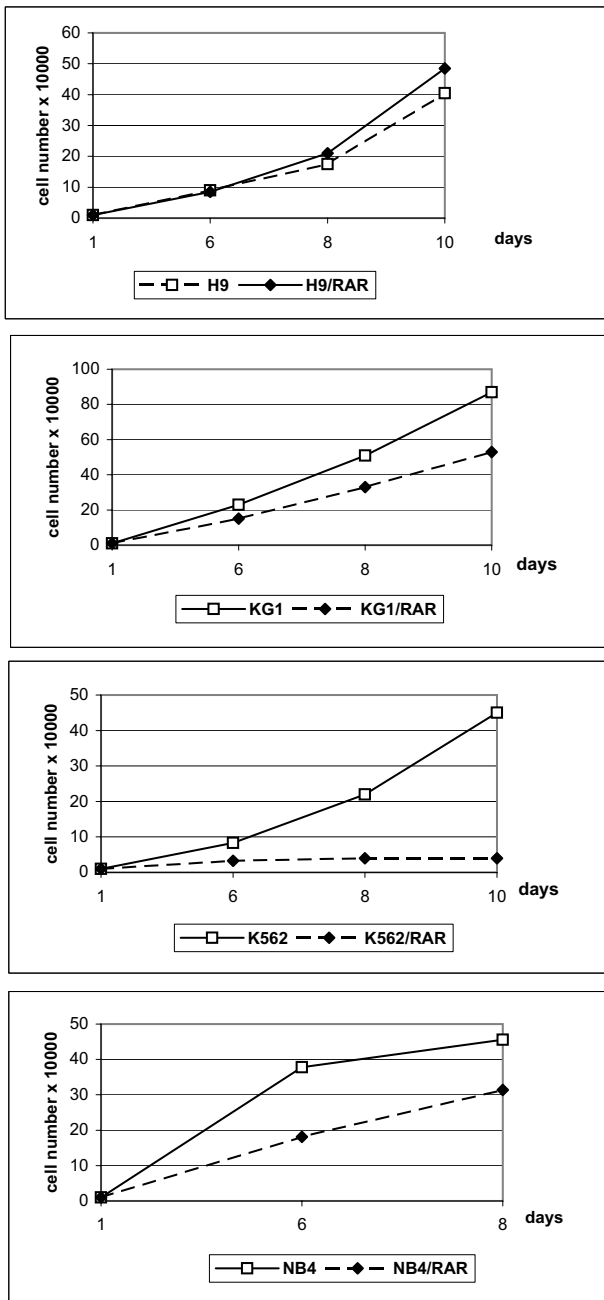 60
50
40
30
20
10
0
cell number x 10000
1 6 8 10 days
H9 H9/RAR
100
80
60
40
20
0
cell number x 10000
1 6 8 10 days
KG1 KG1/RAR
50
40
30
20
10
0
cell number x 10000
1 6 8 10 days
K562 K562/RAR
50
40
30
20
10
0
cell number x 10000
1 6 8 days
NB4 NB4/RAR